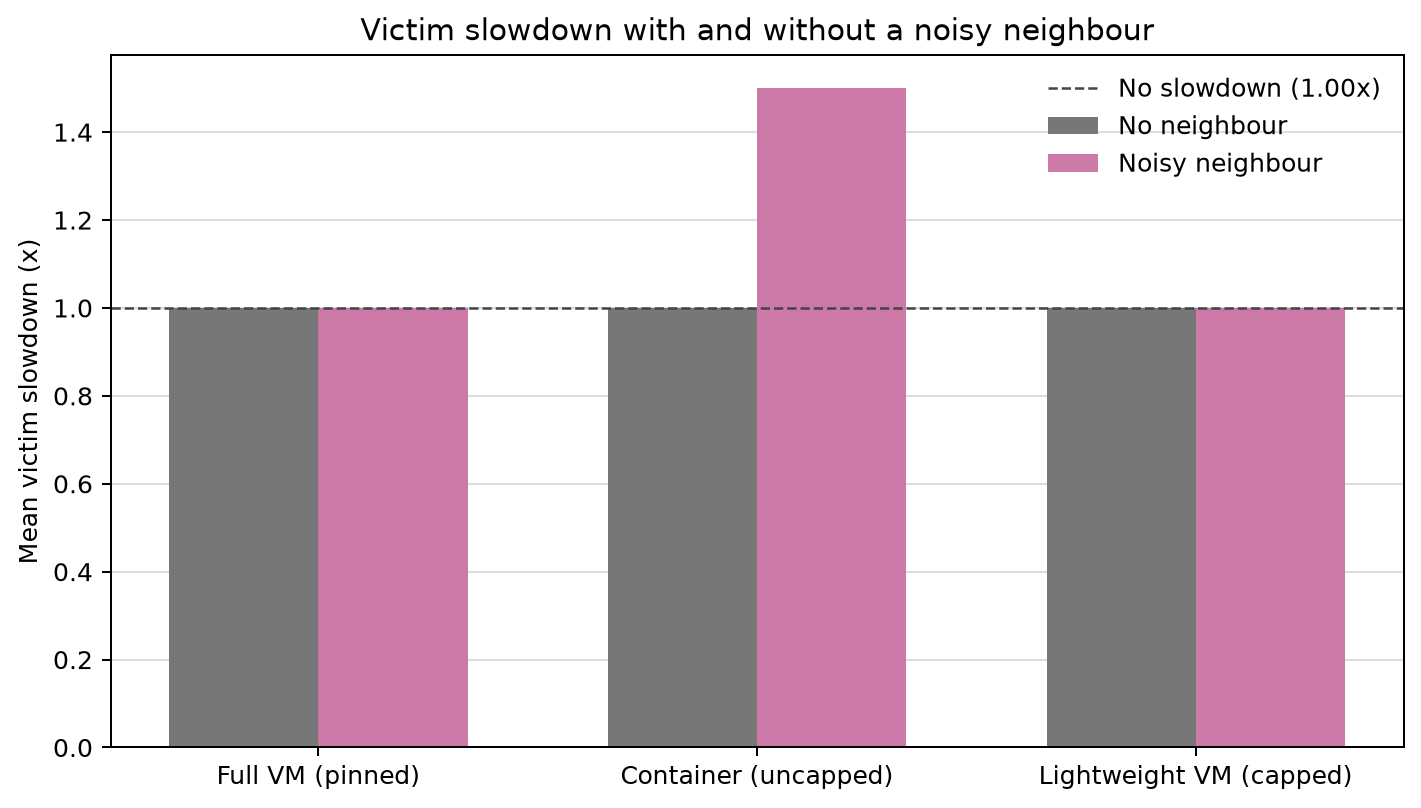 Victim slowdown with and without a noisy neighbour
No slowdown (1.00x)
No neighbour
Noisy neighbour
Mean victim slowdown (x)
1.4
1.2
1.0
0.8
0.6
0.4
0.2
0.0
Full VM (pinned)
Container (uncapped)
Lightweight VM (capped)